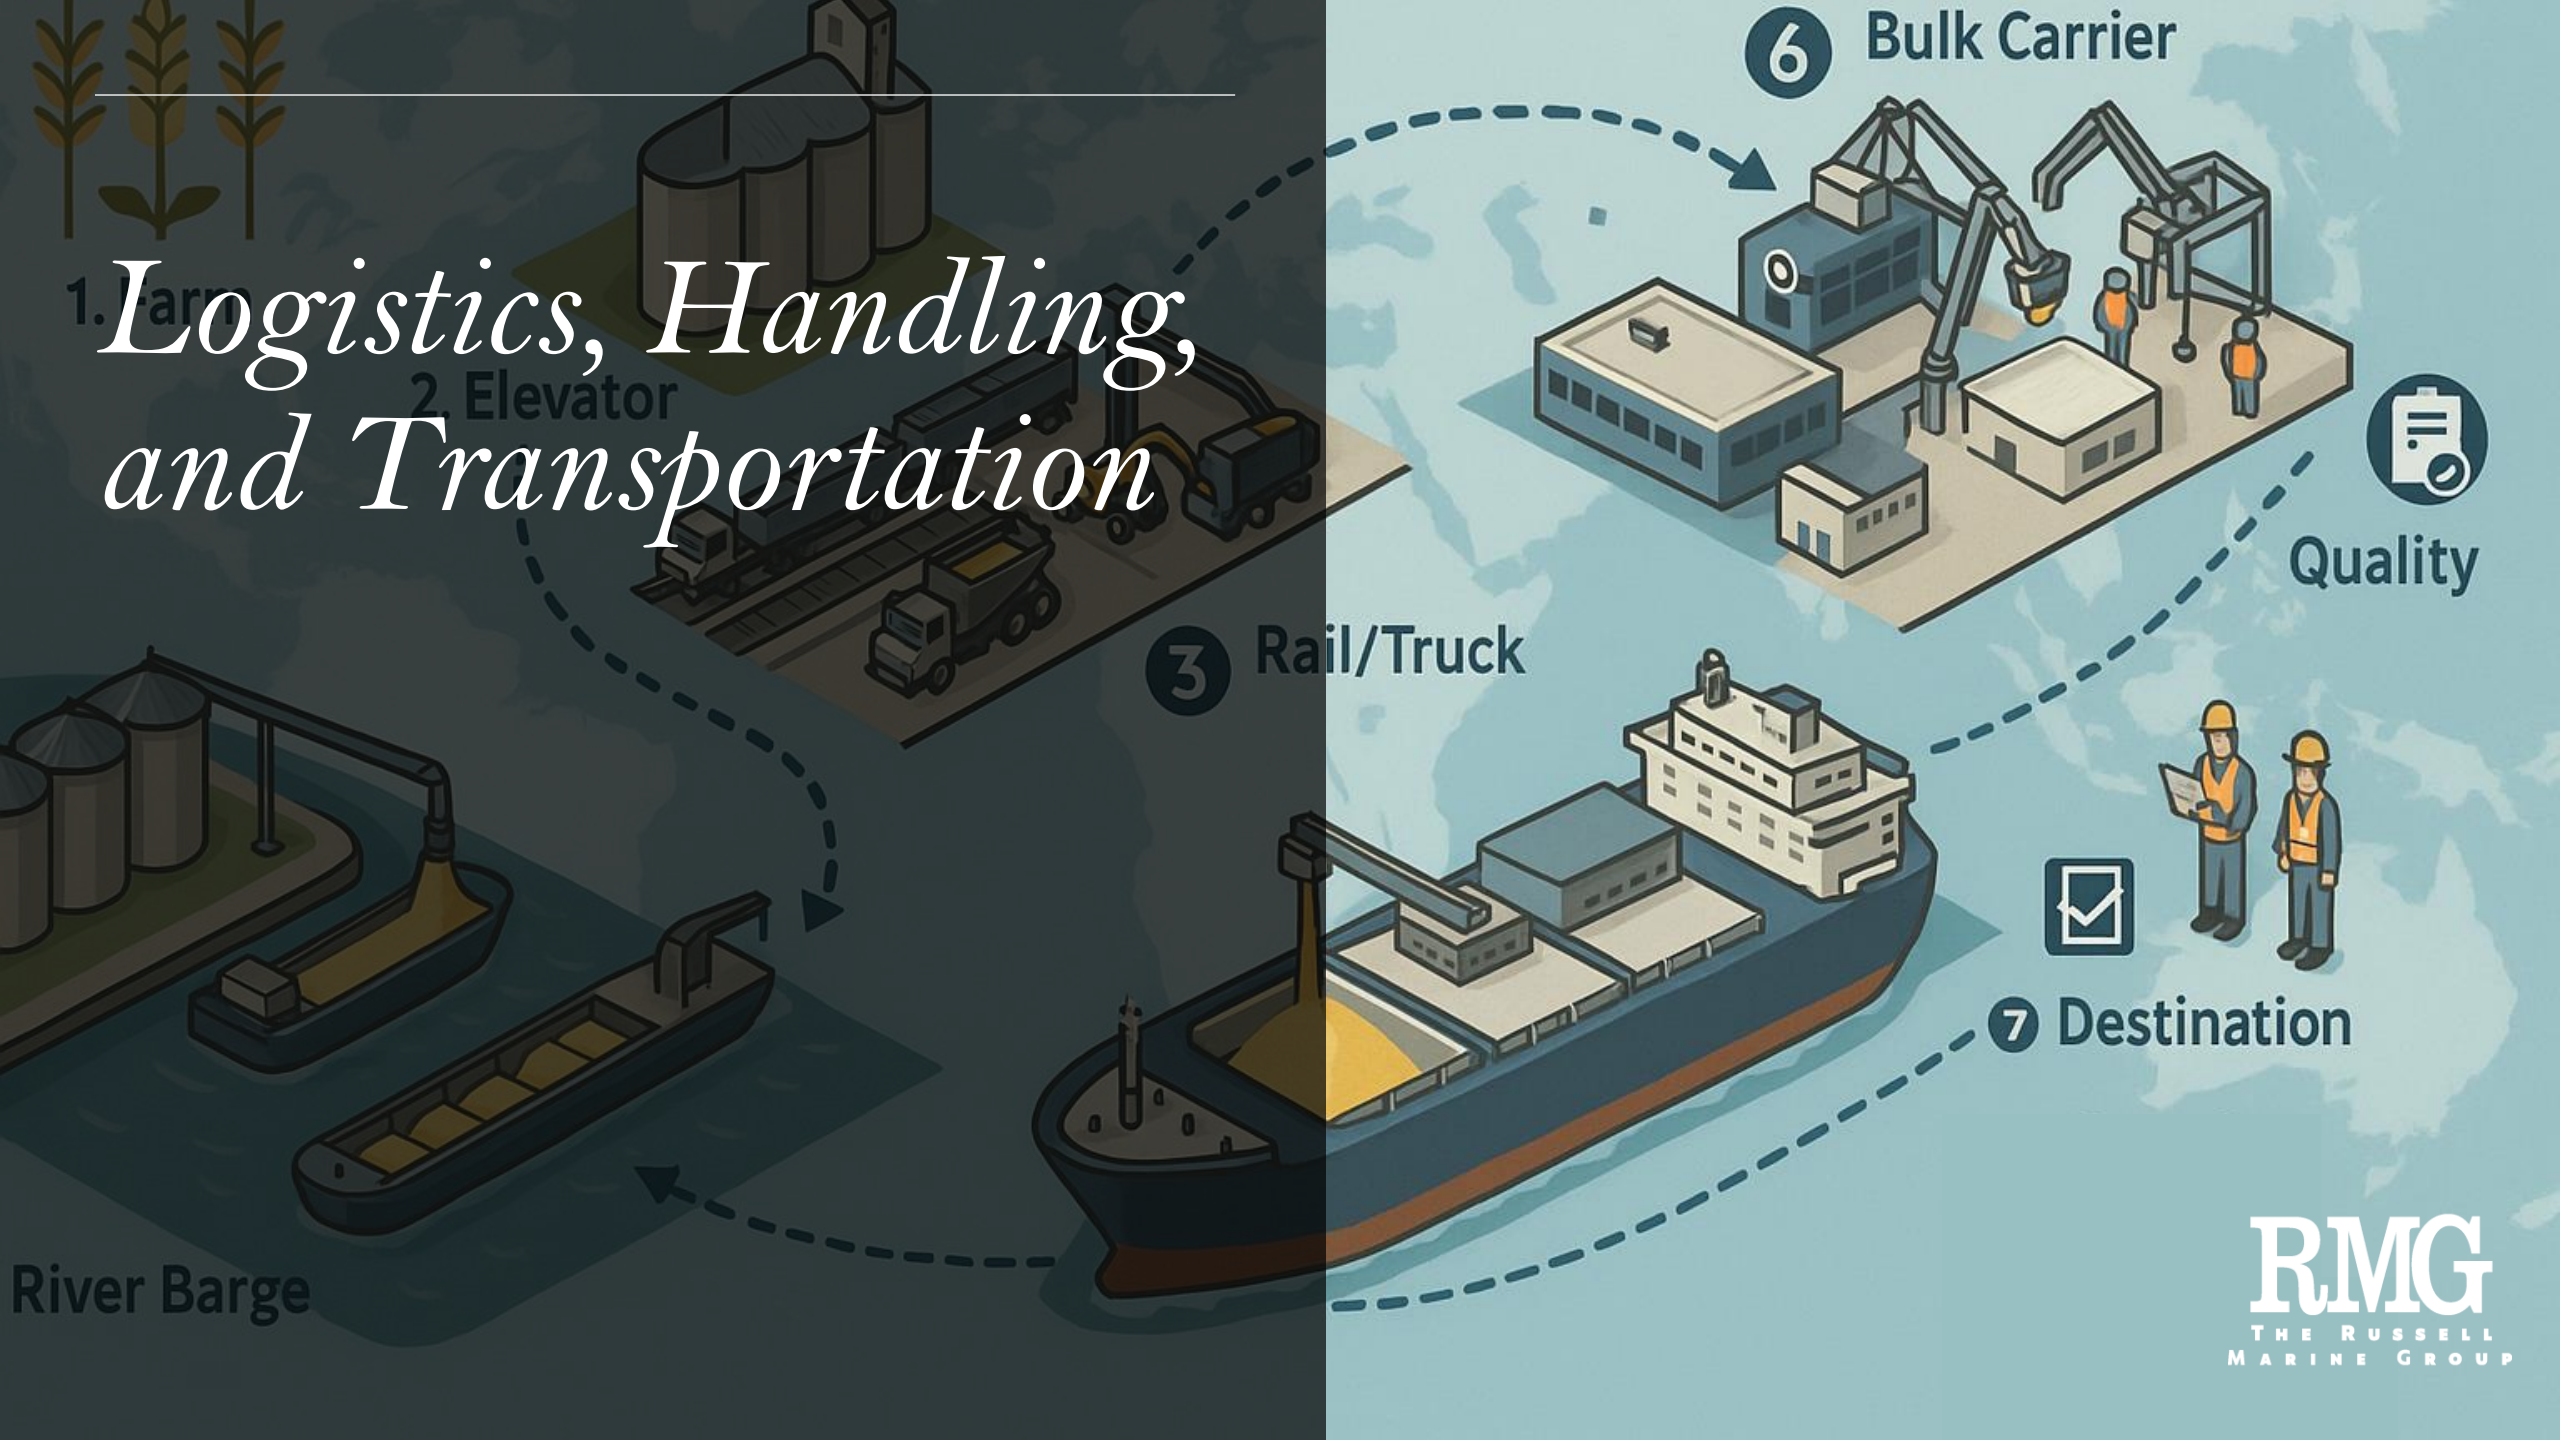 6 Bulk Carrier
1. Farm
Logistics, Handling,
2. Elevator
and Transportation
Quality
3 Rail/Truck
7 Destination
River Barge
RMG
THE RUSSELL
MARINE GROUP